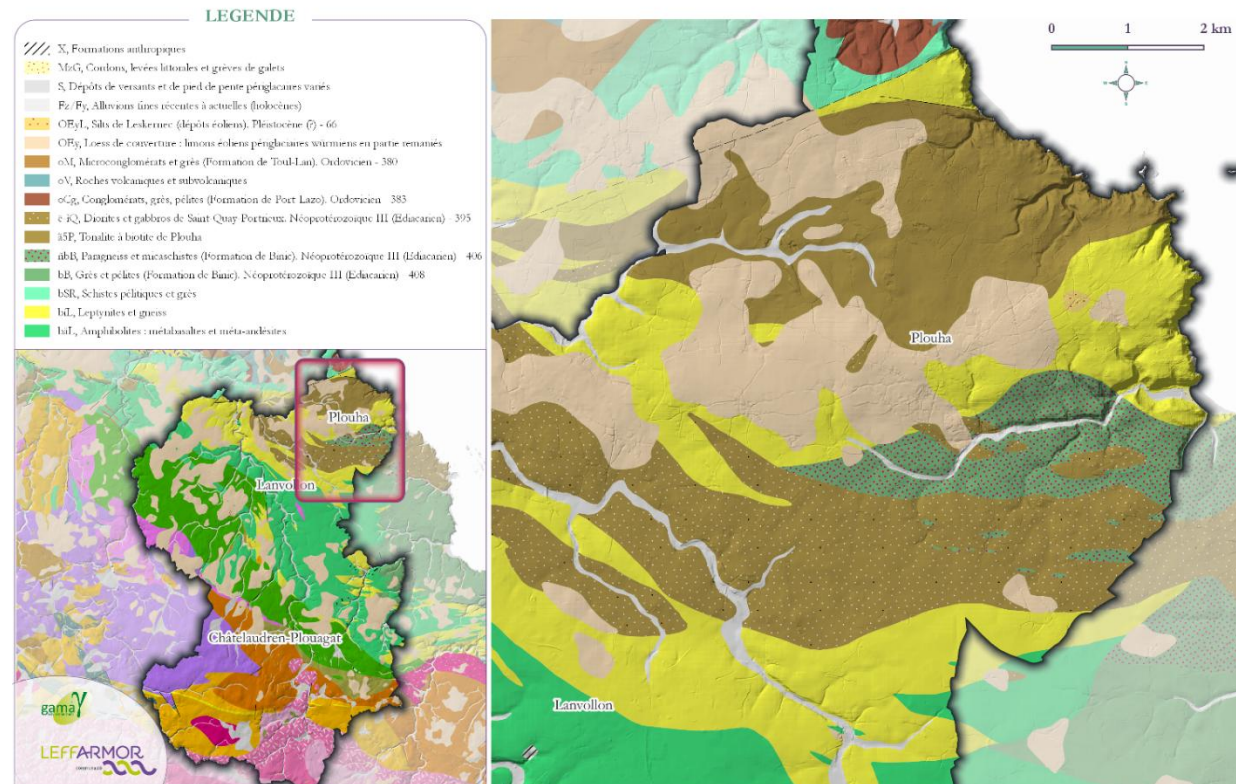 LEGENDE
X, Formations anthropiques
MzG, Cordons, levées littorales et grèves de galets
S, Dépôts de versants et de pied de pente périglaciaires variés
Fz/Fy, Alluvions fines récentes à actuelles (holocènes)
OEyL, Silts de Leskernec (dépôts éoliens). Pléistocène (?) - 66
OEy, Loess de couverture : limons éoliens périglaciaires würmiens en partie remaniés
oM, Microconglomérats et grès (Formation de Toul-Lan). Ordovicien - 380
oV, Roches volcaniques et subvolcaniques
oCg, Conglomérats, grès, pélites (Formation de Port Lazo). Ordovicien - 383
Diorites et gabbros de Saint-Quay-Portrieux. Néoprotérozoïque III (Ediacarien) - 395
ã5P, Tonalite à biotite de Plouha
ãbB, Paragneiss et micaschistes (Formation de Binic). Néoprotérozoïque III (Ediacarien) 406
bB, Grès et pélites (Formation de Binic). Néoprotérozoïque III (Ediacarien) 408
bSR, Schistes pélitiques et grès
biL, Leptynites et gneiss
Amphibolites : métabasaltes et méta-andésites
0 1 2 km
Plouha
Lanvollon
Châtelaudren-Plouagat
gama
LEFFARMOR
Plouha
Lanvollon